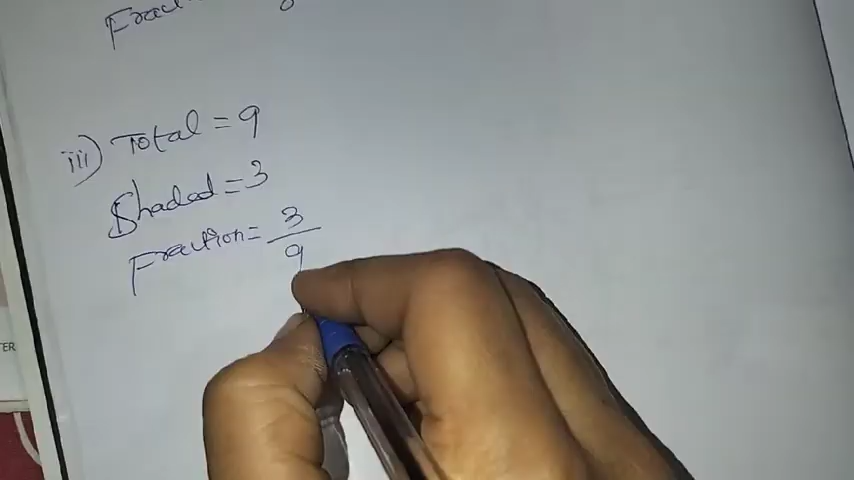 iii) Total = 9
Shaded = 3
Fraction = 3/9